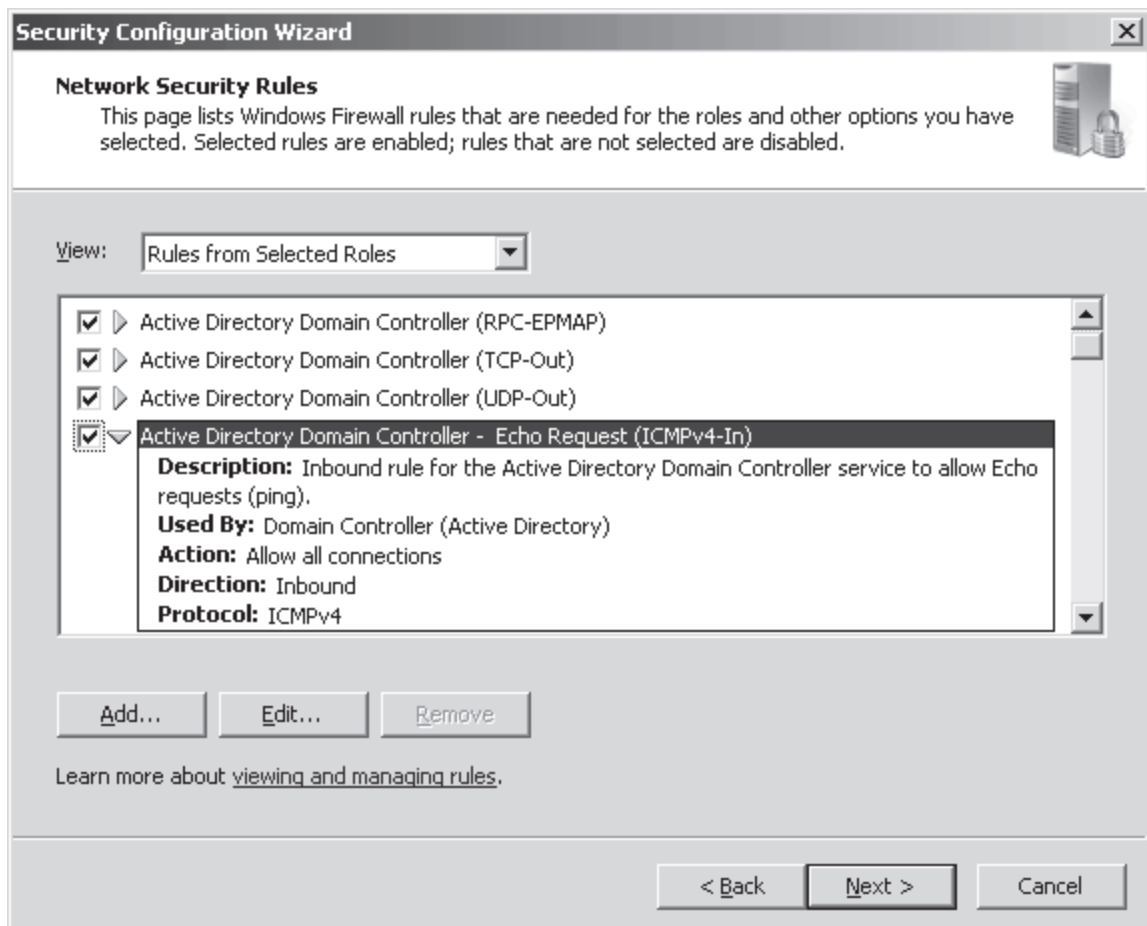 Security Configuration Wizard
Network Security Rules
This page lists Windows Firewall rules that are needed for the roles and other options you have
selected. Selected rules are enabled; rules that are not selected are disabled.
View: Rules from Selected Roles
Active Directory Domain Controller (RPC-EPMAP)
Active Directory Domain Controller (TCP-Out)
Active Directory Domain Controller (UDP-Out)
Active Directory Domain Controller - Echo Request (ICMPv4-In)
Description: Inbound rule for the Active Directory Domain Controller service to allow Echo
requests (ping).
Used By: Domain Controller (Active Directory)
Action: Allow all connections
Direction: Inbound
Protocol: ICMPv4
Add... Edit... Remove
Learn more about viewing and managing rules.
< Back Next > Cancel